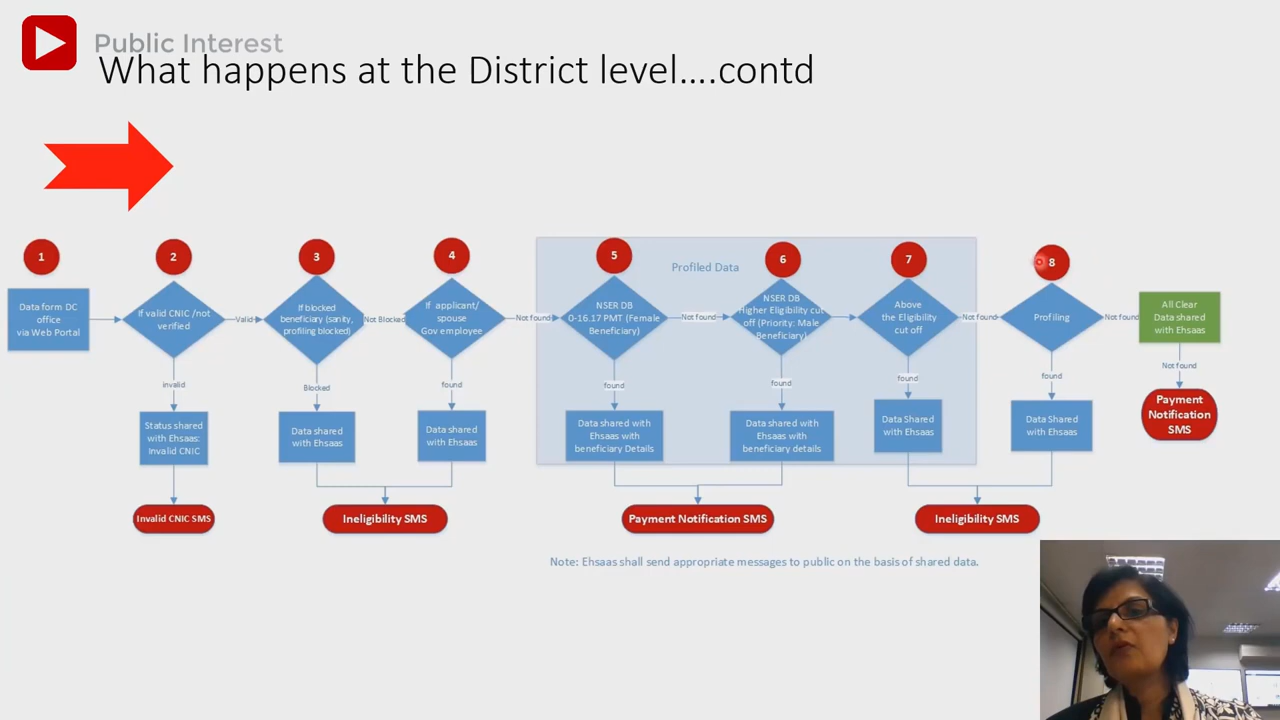 Public Interest
What happens at the District level….contd
1
2
3
4
5
6
7
8
Profiled Data
Data form DC
office
via Web Portal
If valid CNIC /not
verified
Valid
If blocked
beneficiary (sanity,
profiling blocked)
Not Blocked
If applicant/
spouse
Gov employee
Not found
NSER DB
0-16.17 PMT (Female
Beneficiary)
Not found
NSER DB
Higher Eligibility cut
off (Priority: Male
Beneficiary)
Above
the Eligibility
cut off
Not found
Profiling
Not found
All Clear
Data shared
with Ehsaas
invalid
Blocked
found
found
found
found
found
Not found
Status shared
with Ehsaas:
Invalid CNIC
Data shared
with Ehsaas
Data shared
with Ehsaas
Data shared with
Ehsaas with
beneficiary Details
Data shared with
Ehsaas with
beneficiary details
Data Shared
with Ehsaas
Data Shared
with Ehsaas
Payment
Notification
SMS
Invalid CNIC SMS
Ineligibility SMS
Payment Notification SMS
Ineligibility SMS
Note: Ehsaas shall send appropriate messages to public on the basis of shared data.